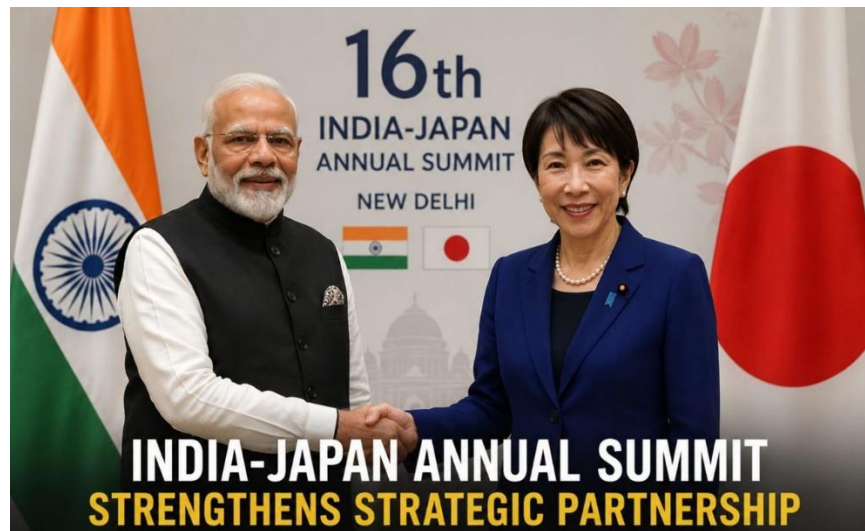 16th
INDIA-JAPAN
ANNUAL SUMMIT
NEW DELHI
INDIA-JAPAN ANNUAL SUMMIT
STRENGTHENS STRATEGIC PARTNERSHIP